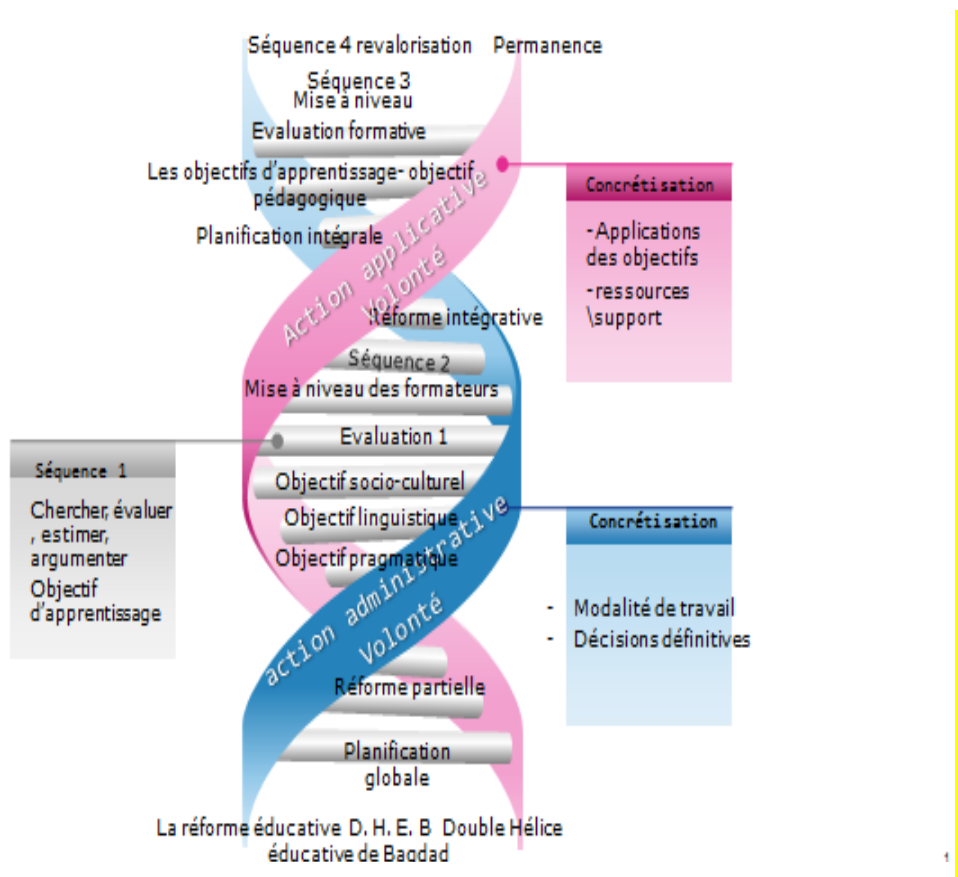 Séquence 4 revalorisation Permanence
Séquence 3
Mise à niveau
Evaluation formative
Les objectifs d'apprentissage- objectif
pédagogique
Planification intégrale
Action applicative
Volonté
Concrétisation
-Applications
des objectifs
-ressources
\support
Réforme intégrative
Séquence 2
Mise à niveau des formateurs
Evaluation 1
Objectif socio-culturel
Objectif linguistique
Objectif pragmatique
Séquence 1
Chercher, évaluer
, estimer,
argumenter
Objectif
d'apprentissage
action administrative
Volonté
Concrétisation
- Modalité de travail
- Décisions définitives
Réforme partielle
Planification
globale
La réforme éducative D. H. E. B Double Hélice
éducative de Bagdad